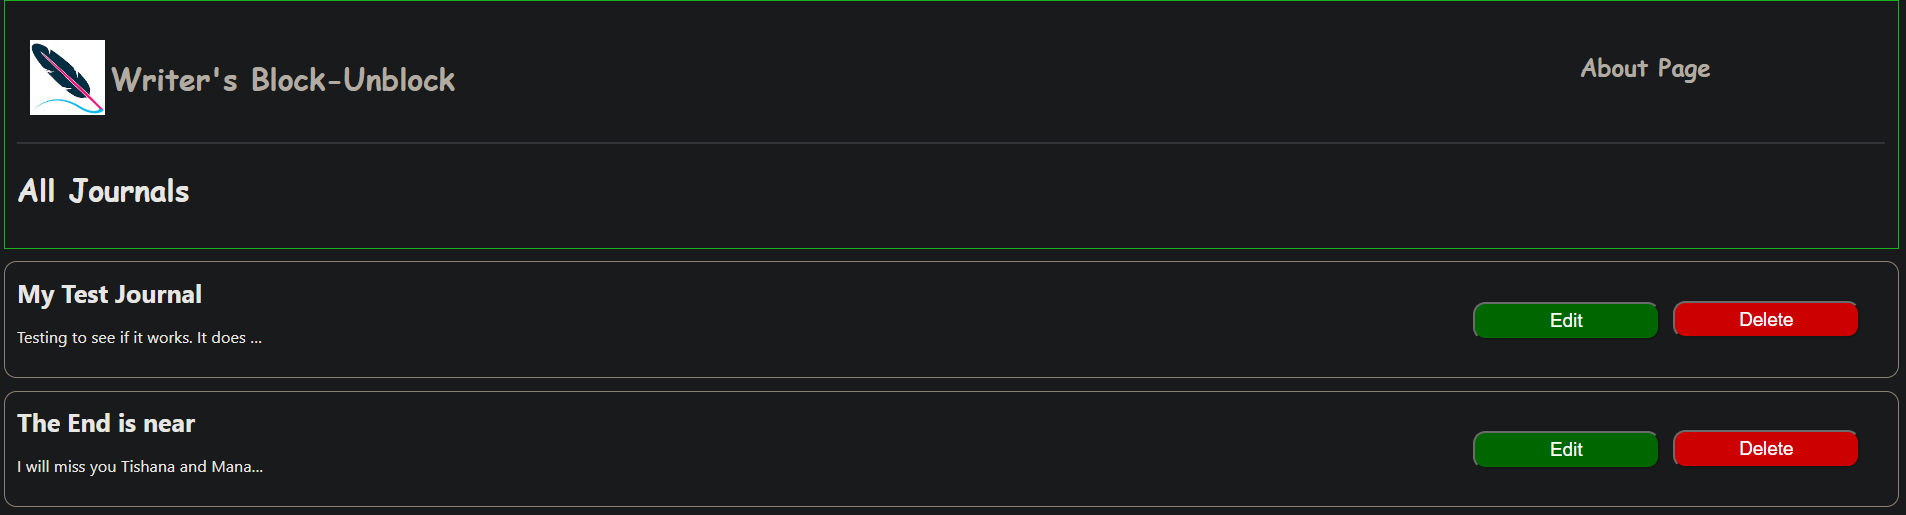 Writer's Block-Unblock
About Page
All Journals
My Test Journal
Testing to see if it works. It does ...
Edit
Delete
The End is near
I will miss you Tishana and Mana...
Edit
Delete